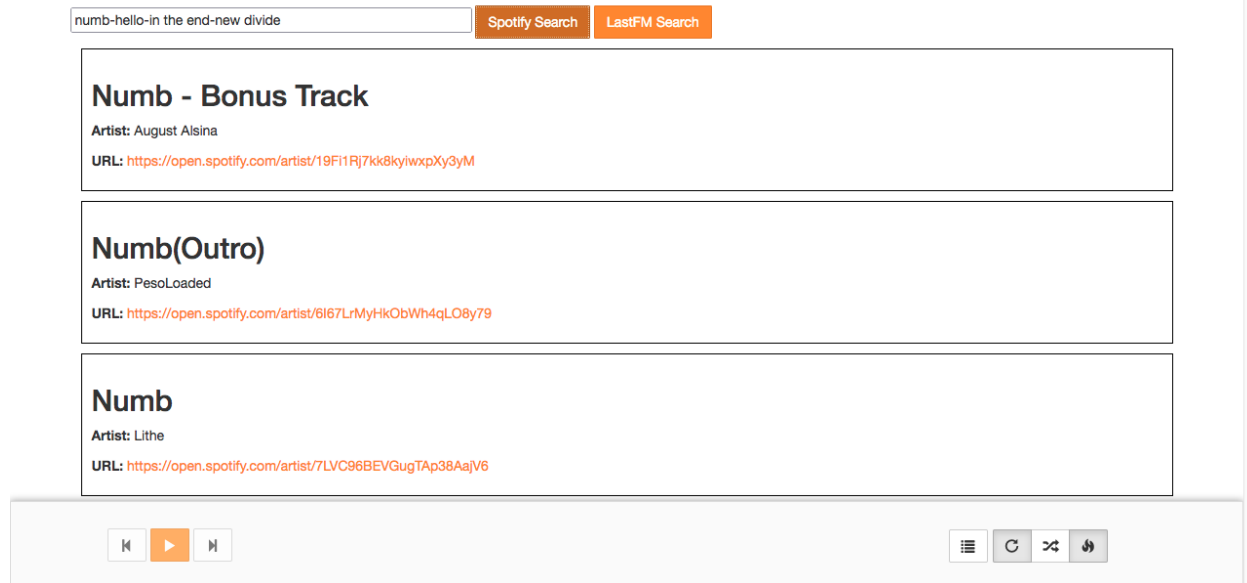 numb-hello-in the end-new divide
Spotify Search
LastFM Search
Numb - Bonus Track
Artist: August Alsina
URL: https://open.spotify.com/artist/19Fi1Rj7kk8kyiwxpXy3yM
Numb(Outro)
Artist: PesoLoaded
URL: https://open.spotify.com/artist/6I67LrMyHkObWh4qLO8y79
Numb
Artist: Lithe
URL: https://open.spotify.com/artist/7LVC96BEVGugTAp38AajV6